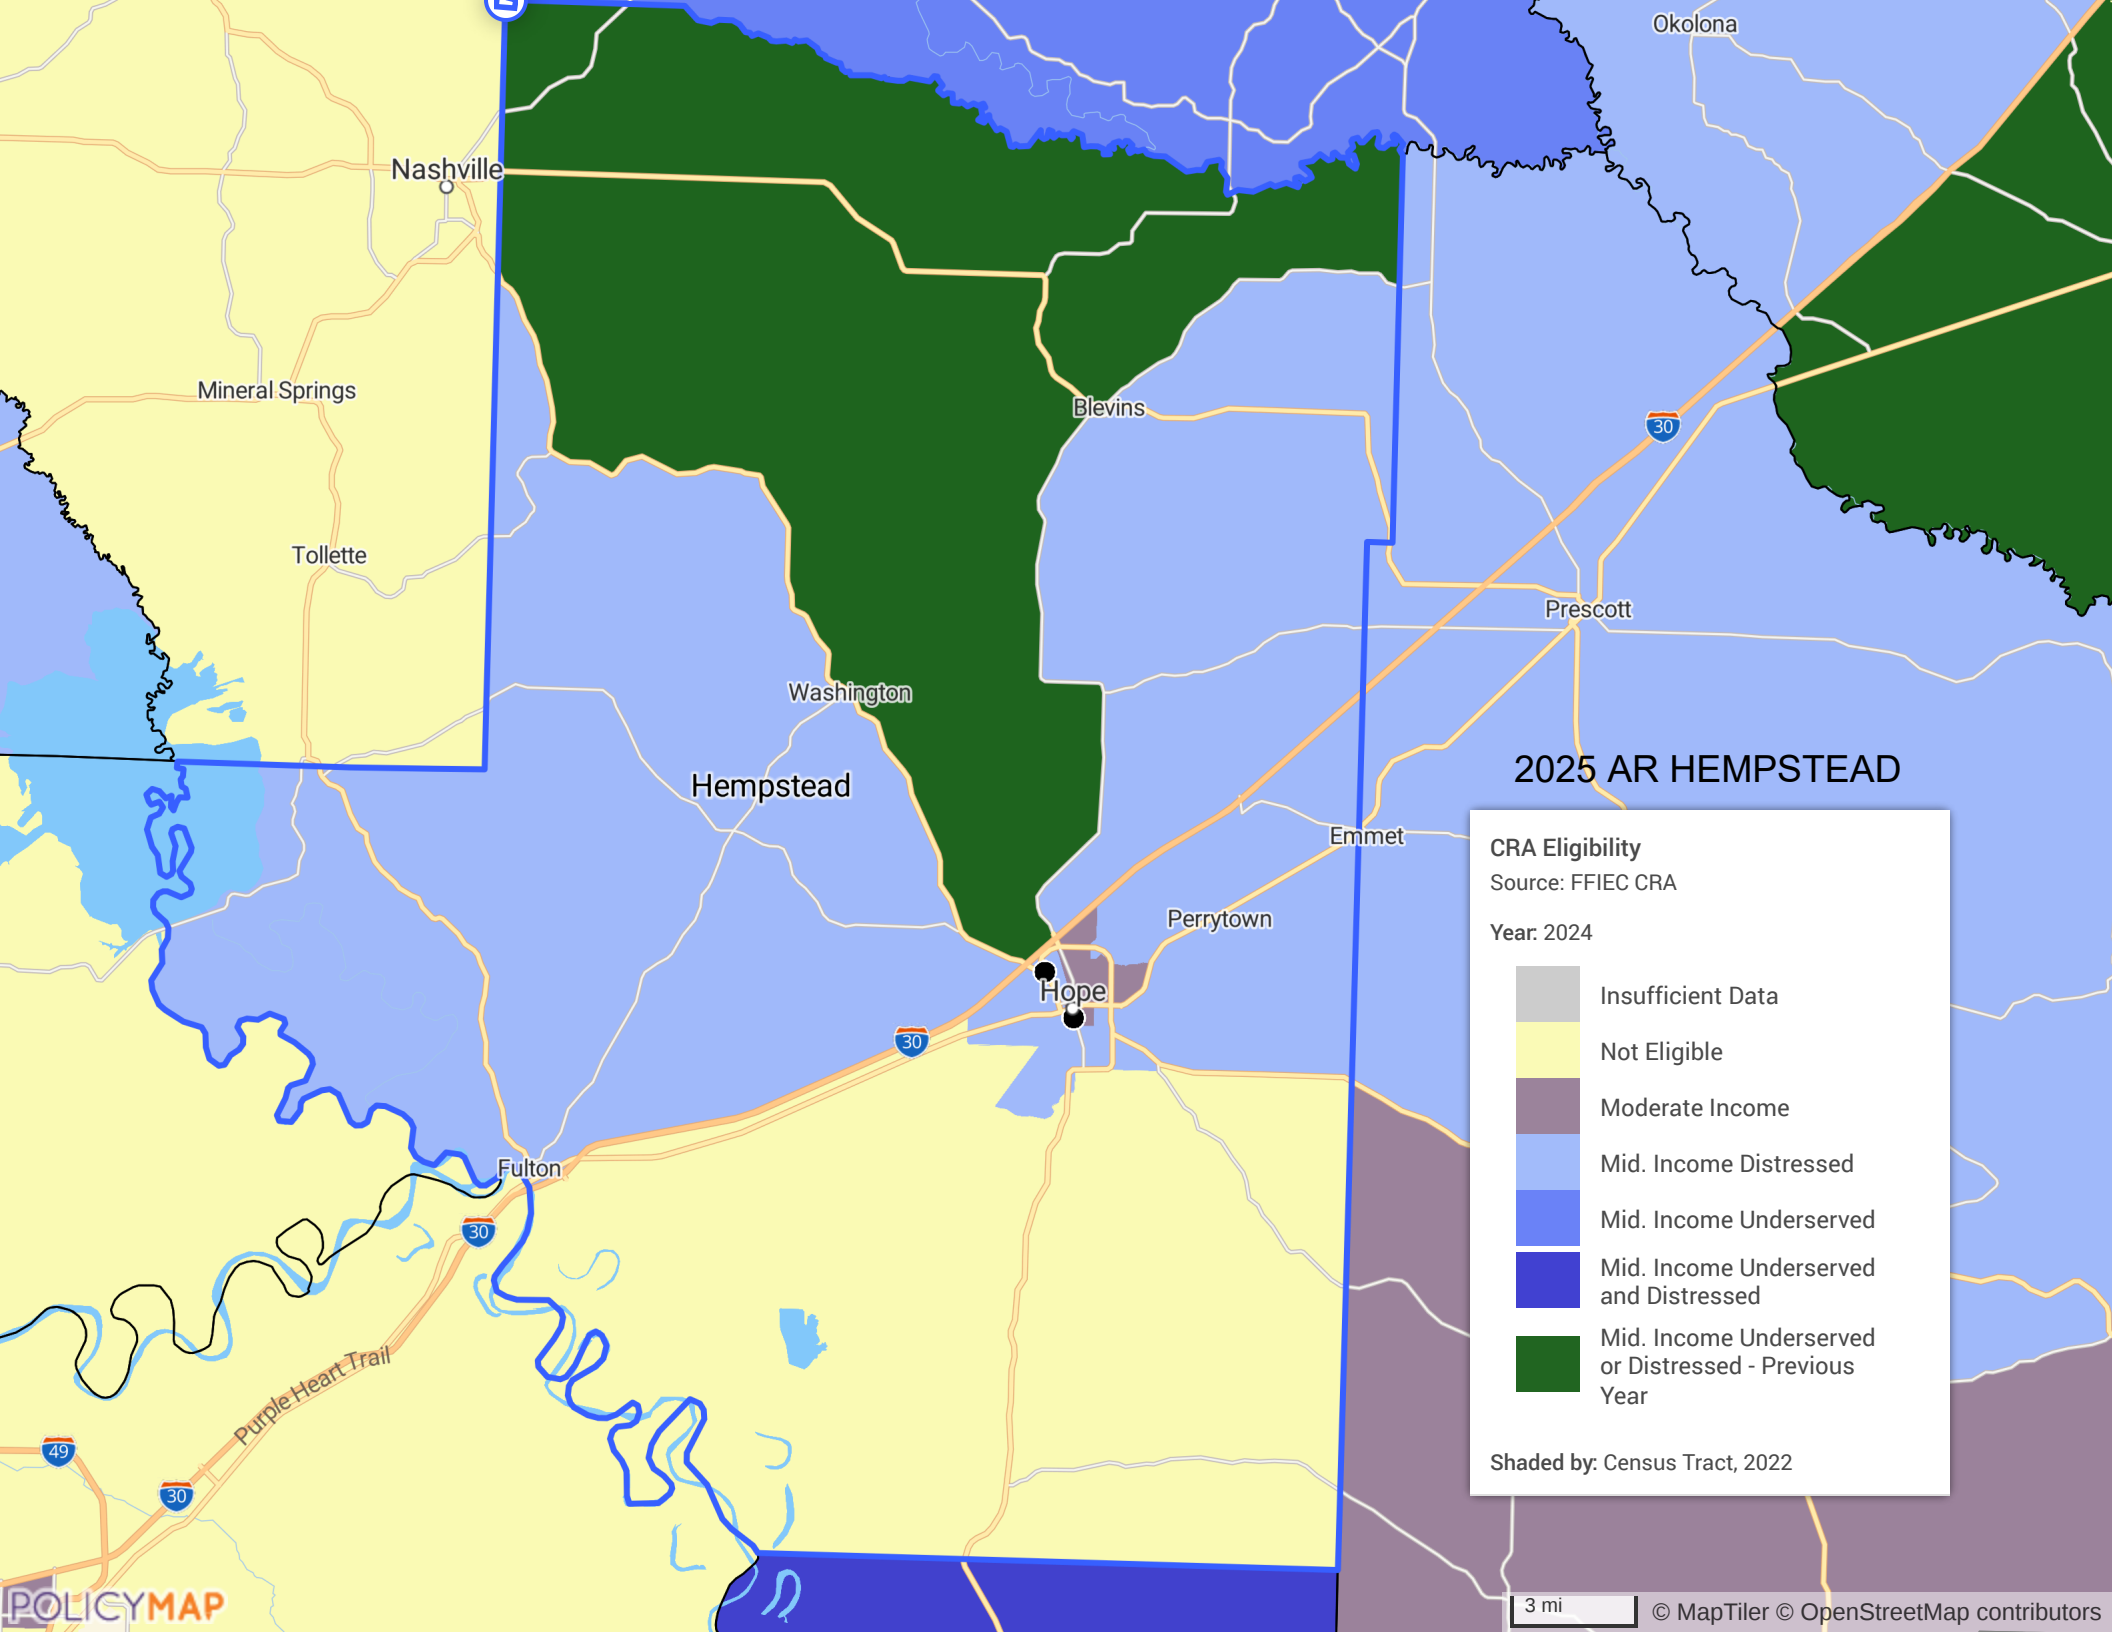 Okolona
Nashville
Mineral Springs
Blevins
30
Tollette
Prescott
Washington
Hempstead
2025 AR HEMPSTEAD
Emmet
Perrytown
Hope
30
Fulton
30
Purple Heart Trail
49
30
CRA Eligibility
Source: FFIEC CRA
Year: 2024
Insufficient Data
Not Eligible
Moderate Income
Mid. Income Distressed
Mid. Income Underserved
Mid. Income Underserved
and Distressed
Mid. Income Underserved
or Distressed - Previous
Year
Shaded by: Census Tract, 2022
POLICYMAP
3 mi
© MapTiler © OpenStreetMap contributors